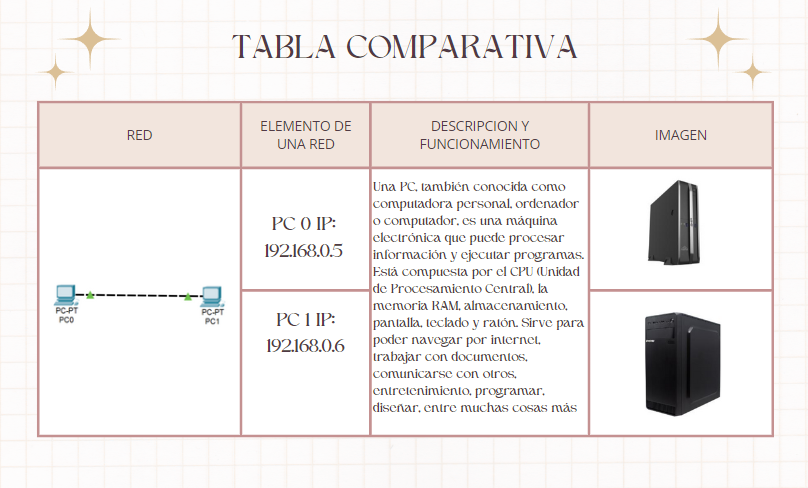 TABLA COMPARATIVA
RED
ELEMENTO DE
UNA RED
DESCRIPCION Y
FUNCIONAMIENTO
IMAGEN
PC-PT
PC0
PC-PT
PC1
PC 0 IP:
192.168.0.5
PC 1 IP:
192.168.0.6
Una PC, también conocida como
computadora personal, ordenador
o computador, es una máquina
electrónica que puede procesar
información y ejecutar programas.
Está compuesta por el CPU (Unidad
de Procesamiento Central), la
memoria RAM, almacenamiento,
pantalla, teclado y ratón. Sirve para
poder navegar por internet,
trabajar con documentos,
comunicarse con otros,
entretenimiento, programar,
diseñar, entre muchas cosas más